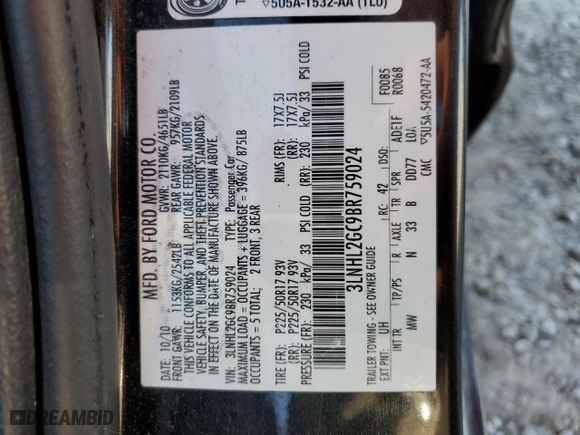 5U5A-1532-AA (TLU)
MFD. BY FORD MOTOR CO.
10/10 GVWR: 2110KG/4651LB
FRONT GAWR: 1153KG/2542LB REAR GAWR: 957KG/2109LB
THIS VEHICLE CONFORMS TO ALL APPLICABLE FEDERAL MOTOR
VEHICLE SAFETY, BUMPER, AND THEFT PREVENTION STANDARDS
IN EFFECT ON THE DATE OF MANUFACTURE SHOWN ABOVE.
VIN: 3LNHL2GC9BR759024 TYPE: Passenger Car
MAXIMUM LOAD = OCCUPANTS + LUGGAGE = 396KG/ 875LB
OCCUPANTS = 5 TOTAL; 2 FRONT, 3 REAR
TIRE (FR): P225/50R17 93V RIMS (FR): 17X7.5J
(RR): P225/50R17 93V (RR): 17X7.5J
PRESSURE (FR): 230 kPa/ 33 PSI COLD (RR): 230 kPa/ 33 PSI COLD
3LNHL2GC9BR759024
TRAILER TOWING - SEE OWNER GUIDE F0085
R0068
EXT PNT: UH RC: 42 DSO:
INT TR TP/PS R AXLE TR SPR ADE1F
MW N 33 B DD77 LOA
CMC 5U5A-5420472-AA
DREAMBID